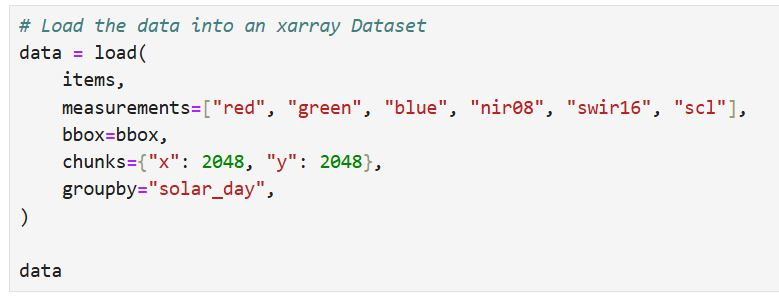 # Load the data into an xarray Dataset
data = load(
    items,
    measurements=["red", "green", "blue", "nir08", "swir16", "scl"],
    bbox=bbox,
    chunks={"x": 2048, "y": 2048},
    groupby="solar_day",
)

data